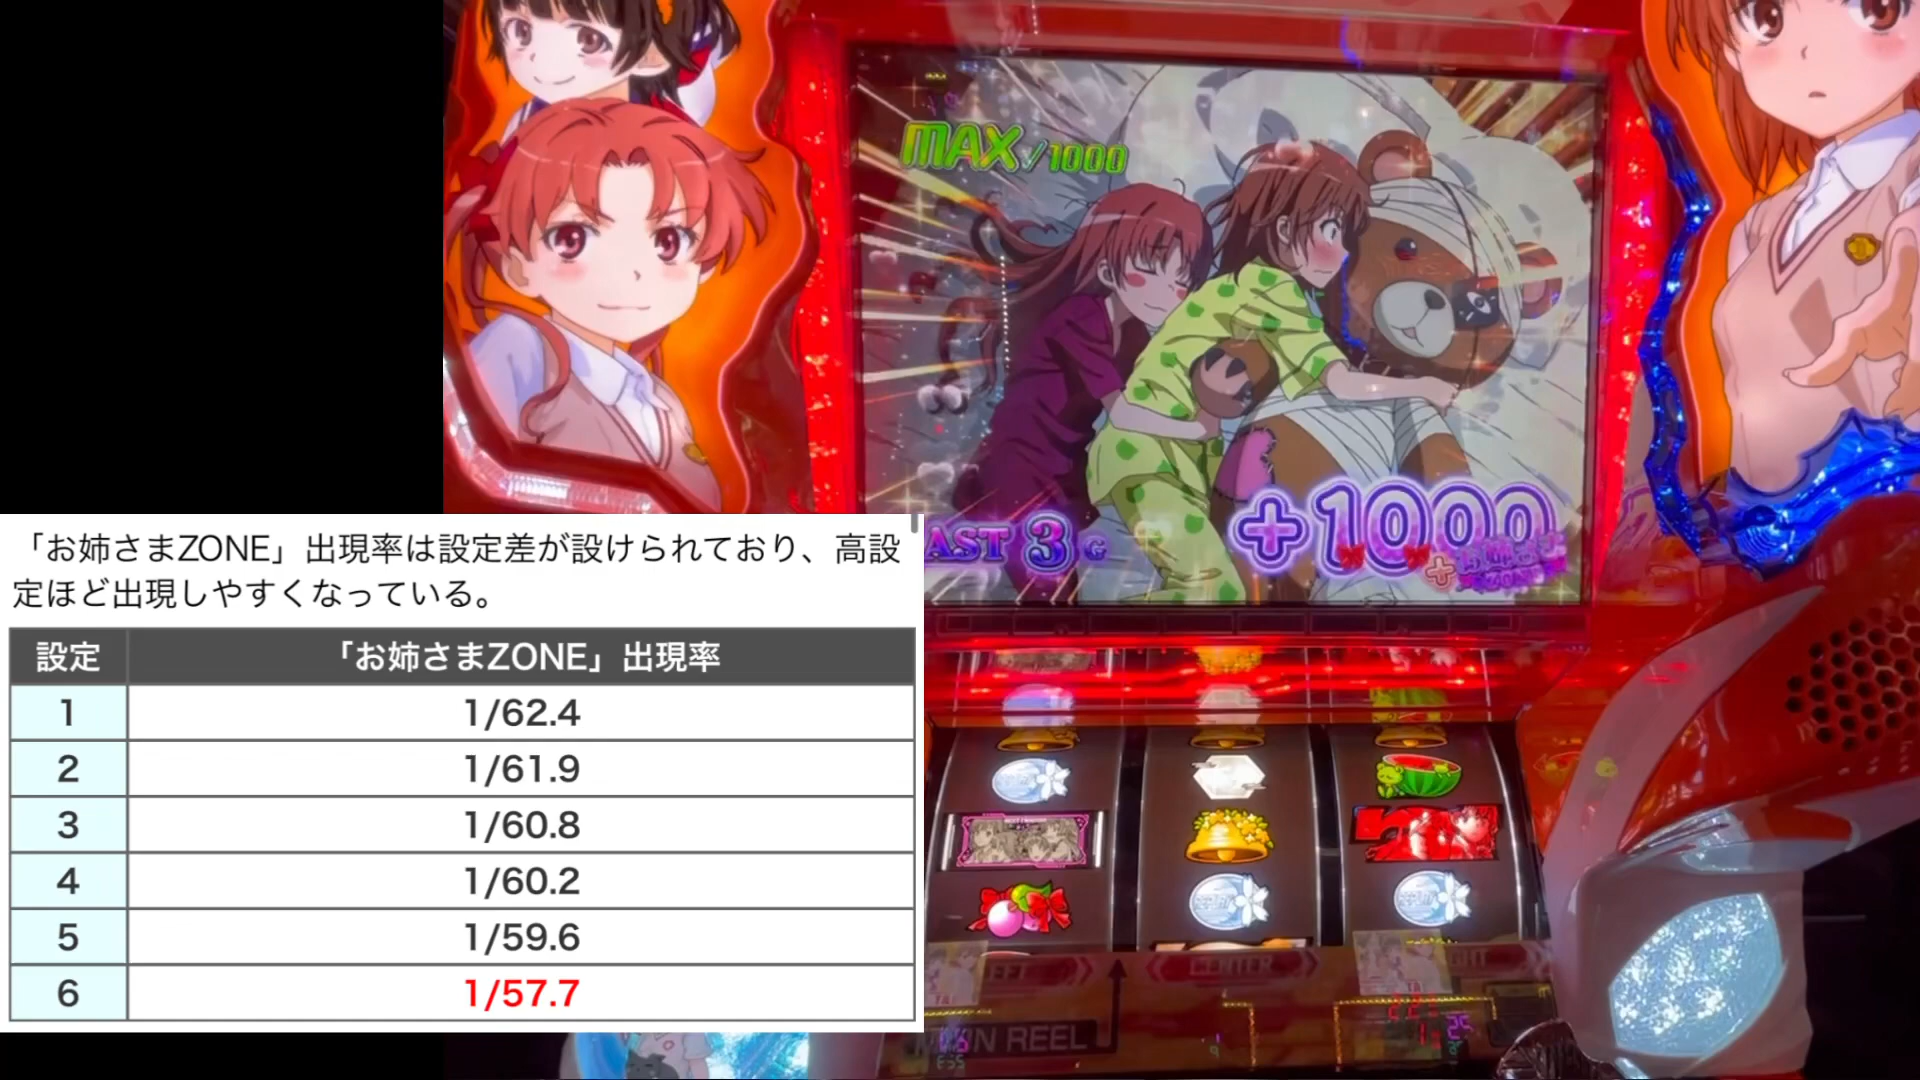 MAX/1000
LAST 3 G
+1000
「お姉さまZONE」出現率は設定差が設けられており、高設
定ほど出現しやすくなっている。
設定 「お姉さまZONE」出現率
1 1/62.4
2 1/61.9
3 1/60.8
4 1/60.2
5 1/59.6
6 1/57.7
CENTER
MAIN REEL